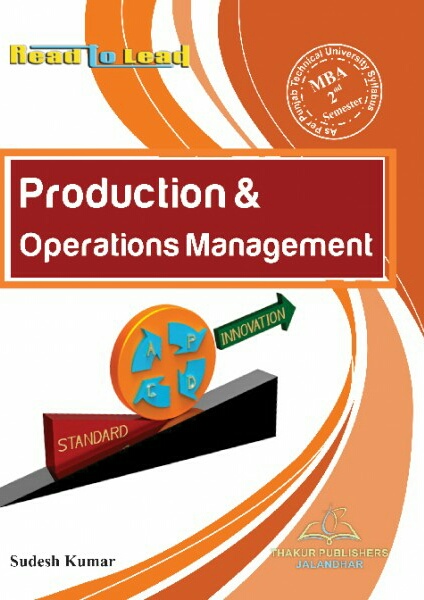 Read To Lead
As Per Punjab Technical University Syllabus
MBA
2nd
Semester
Production &
Operations Management
INNOVATION
A P
C D
STANDARD
THAKUR PUBLISHERS
JALANDHAR
Sudesh Kumar